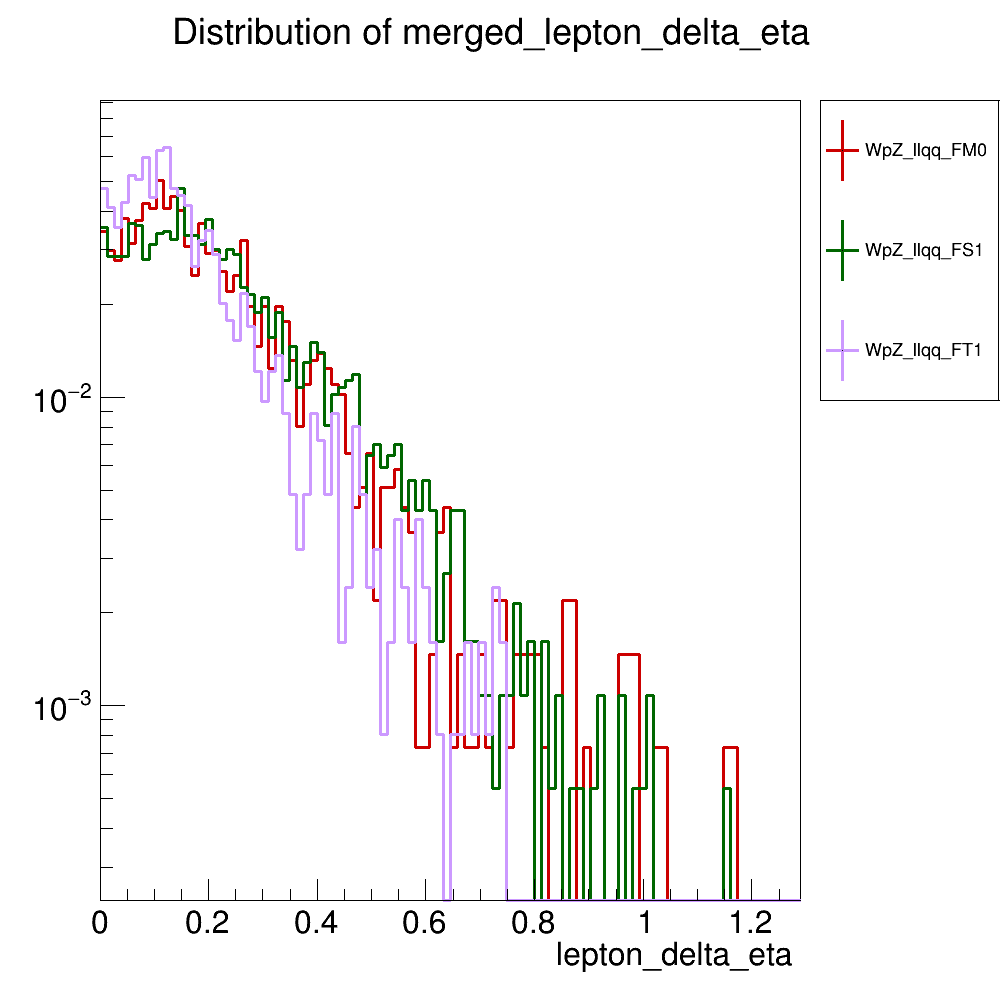 Distribution of merged_lepton_delta_eta
WpZ_llqq_FM0
WpZ_llqq_FS1
WpZ_llqq_FT1
10−2
10−3
0 0.2 0.4 0.6 0.8 1 1.2
lepton_delta_eta